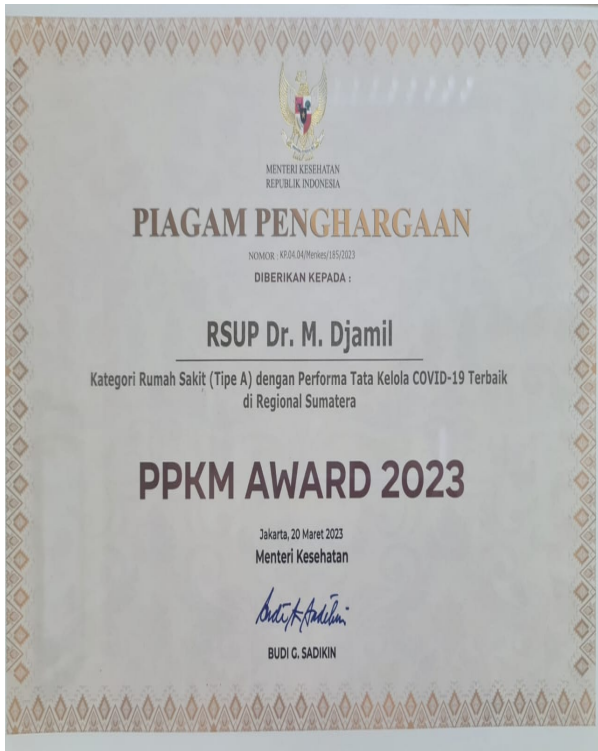 MENTERI KESEHATAN
REPUBLIK INDONESIA
PIAGAM PENGHARGAAN
NOMOR : KP.04.04/Menkes/185/2023
DIBERIKAN KEPADA :
RSUP Dr. M. Djamil
Kategori Rumah Sakit (Tipe A) dengan Performa Tata Kelola COVID-19 Terbaik
di Regional Sumatera
PPKM AWARD 2023
Jakarta, 20 Maret 2023
Menteri Kesehatan
BUDI G. SADIKIN